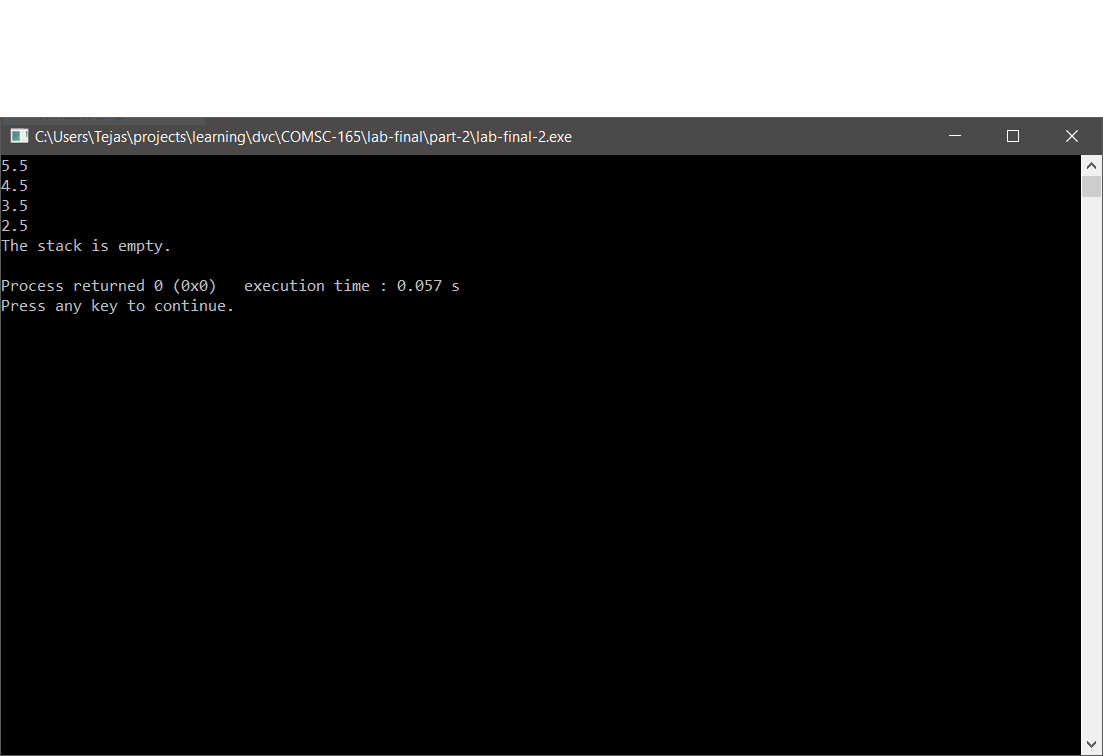 C:\Users\Tejas\projects\learning\dvc\COMSC-165\lab-final\part-2\lab-final-2.exe
5.5
4.5
3.5
2.5
The stack is empty.
Process returned 0 (0x0)   execution time : 0.057 s
Press any key to continue.